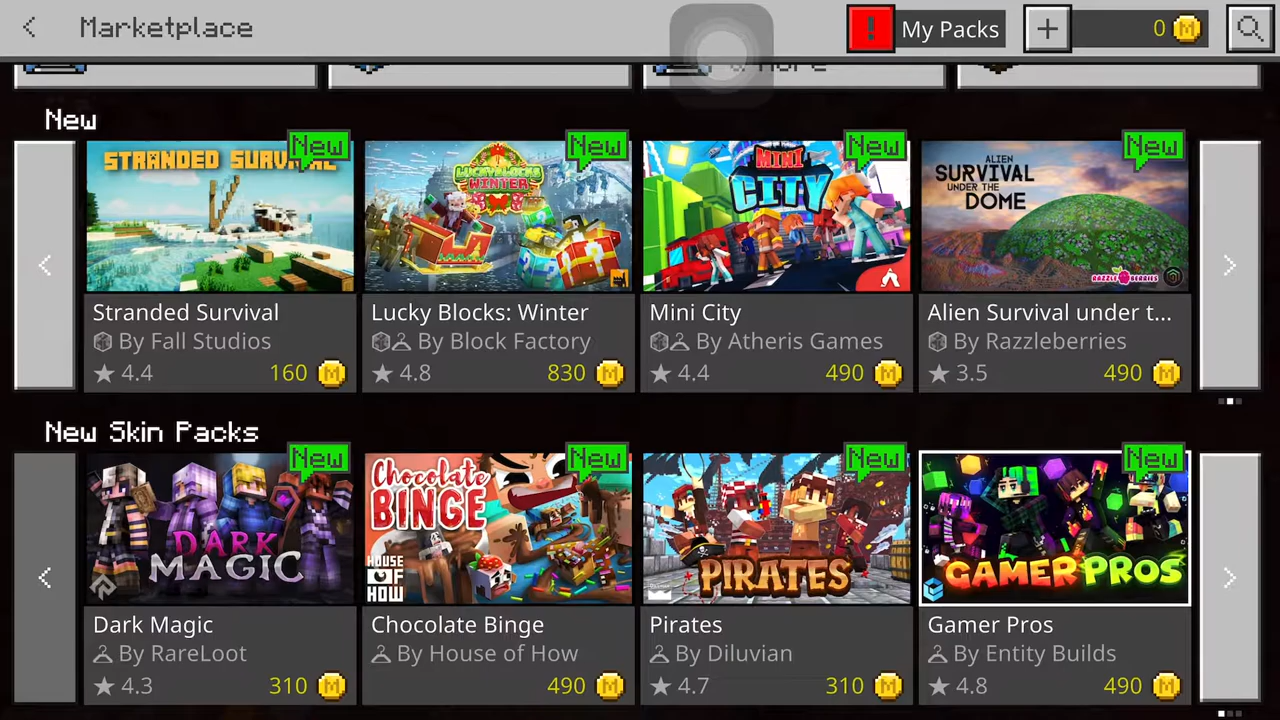 Marketplace
! My Packs
0
New
New
New
New
New
STRANDED SURVIVAL
LUCKYBLOCKS
WINTER
MINI
CITY
ALIEN
SURVIVAL
UNDER THE
DOME
RAZZLEBERRIES
Stranded Survival
Lucky Blocks: Winter
Mini City
Alien Survival under t...
By Fall Studios
By Block Factory
By Atheris Games
By Razzleberries
4.4
160
4.8
830
4.4
490
3.5
490
New Skin Packs
New
New
New
New
DARK
MAGIC
Chocolate
BINGE
HOUSE
OF
HOW
PIRATES
GAMER PROS
Dark Magic
Chocolate Binge
Pirates
Gamer Pros
By RareLoot
By House of How
By Diluvian
By Entity Builds
4.3
310
490
4.7
310
4.8
490